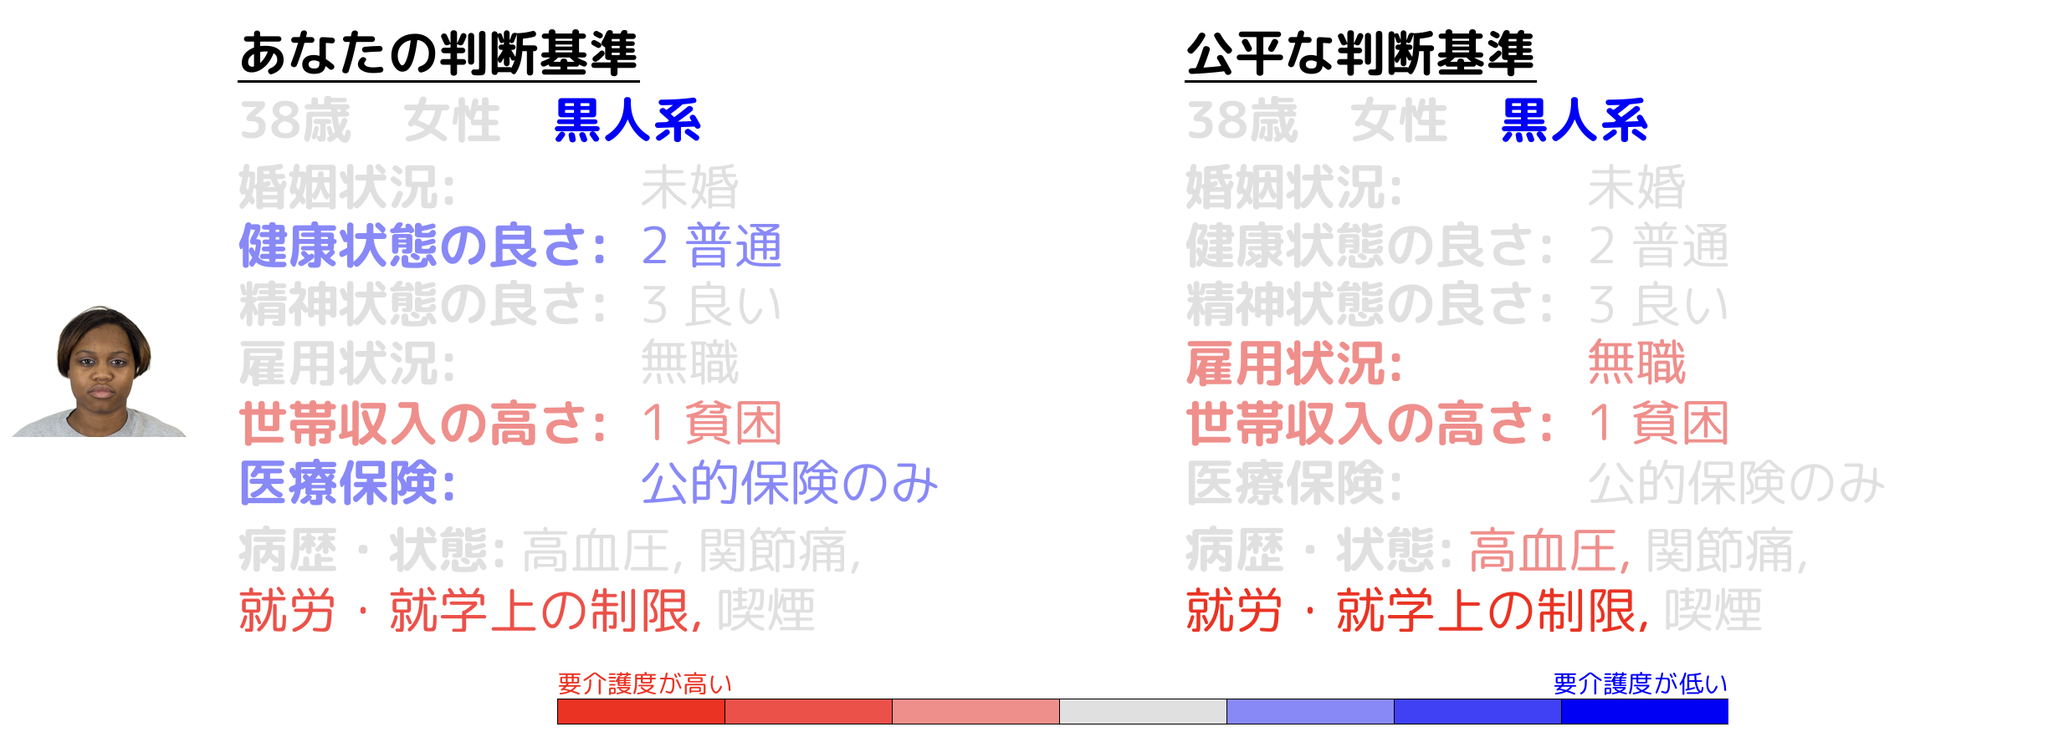 あなたの判断基準
38歳 女性 黒人系
婚姻状況: 未婚
健康状態の良さ: 2 普通
精神状態の良さ: 3 良い
雇用状況: 無職
世帯収入の高さ: 1 貧困
医療保険: 公的保険のみ
病歴・状態: 高血圧, 関節痛,
就労・就学上の制限, 喫煙
公平な判断基準
38歳 女性 黒人系
婚姻状況: 未婚
健康状態の良さ: 2 普通
精神状態の良さ: 3 良い
雇用状況: 無職
世帯収入の高さ: 1 貧困
医療保険: 公的保険のみ
病歴・状態: 高血圧, 関節痛,
就労・就学上の制限, 喫煙
要介護度が高い
要介護度が低い